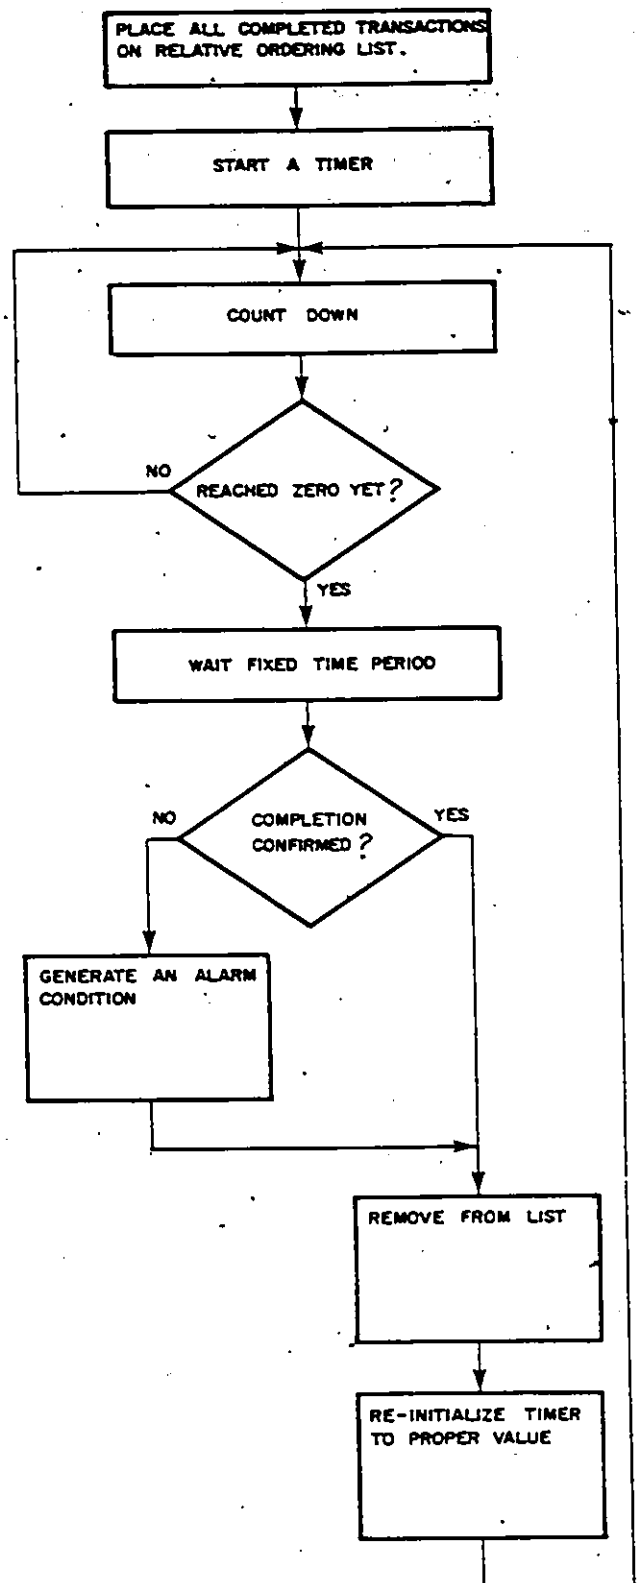 PLACE ALL COMPLETED TRANSACTIONS
ON RELATIVE ORDERING LIST.
START A TIMER
COUNT DOWN
NO
REACHED ZERO YET?
YES
WAIT FIXED TIME PERIOD
NO
COMPLETION
CONFIRMED?
YES
GENERATE AN ALARM
CONDITION
REMOVE FROM LIST
RE-INITIALIZE TIMER
TO PROPER VALUE